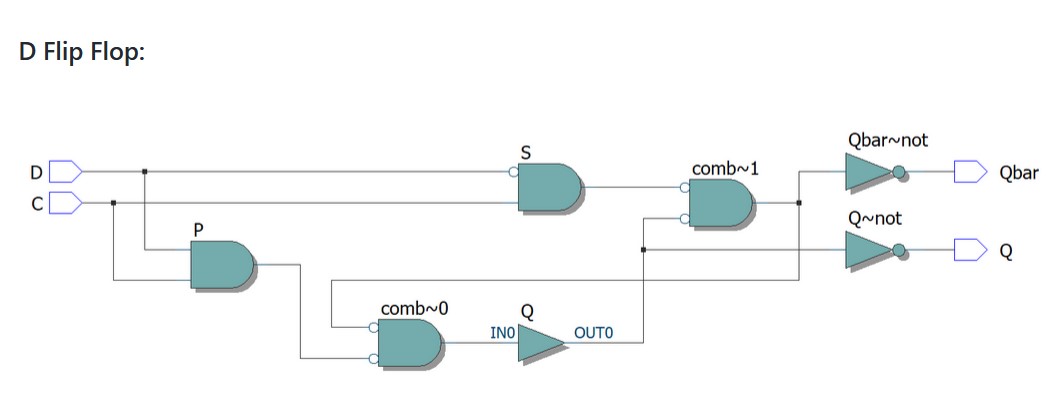 D Flip Flop:
Qbar~not
S
comb~1
D
Qbar
C
Q~not
P
Q
comb~0
Q
IN0
OUT0